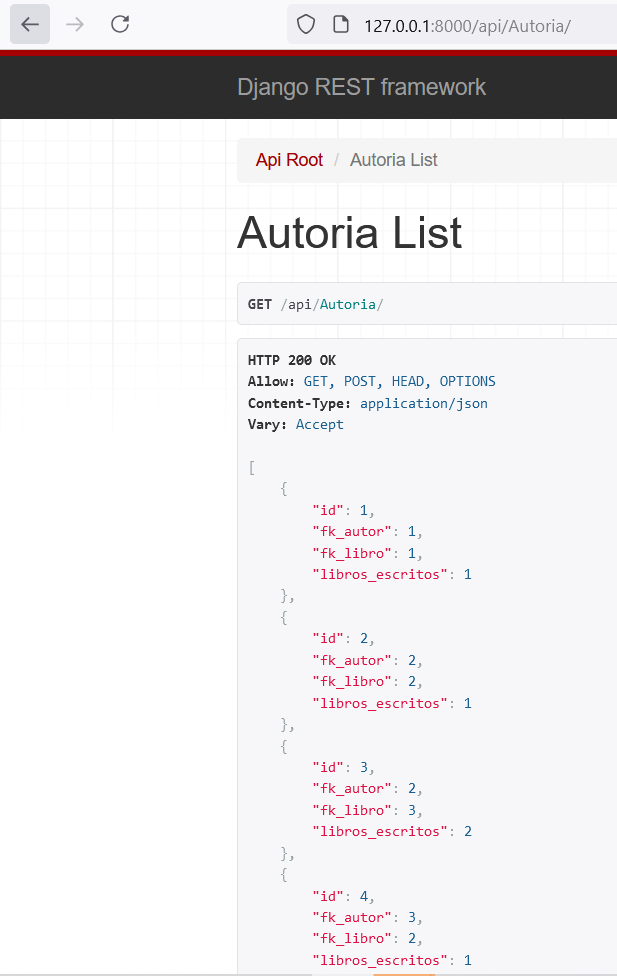 127.0.0.1:8000/api/Autoria/
Django REST framework
Api Root / Autoria List
Autoria List
GET /api/Autoria/
HTTP 200 OK
Allow: GET, POST, HEAD, OPTIONS
Content-Type: application/json
Vary: Accept
[
{
"id": 1,
"fk_autor": 1,
"fk_libro": 1,
"libros_escritos": 1
},
{
"id": 2,
"fk_autor": 2,
"fk_libro": 2,
"libros_escritos": 1
},
{
"id": 3,
"fk_autor": 2,
"fk_libro": 3,
"libros_escritos": 2
},
{
"id": 4,
"fk_autor": 3,
"fk_libro": 2,
"libros_escritos": 1